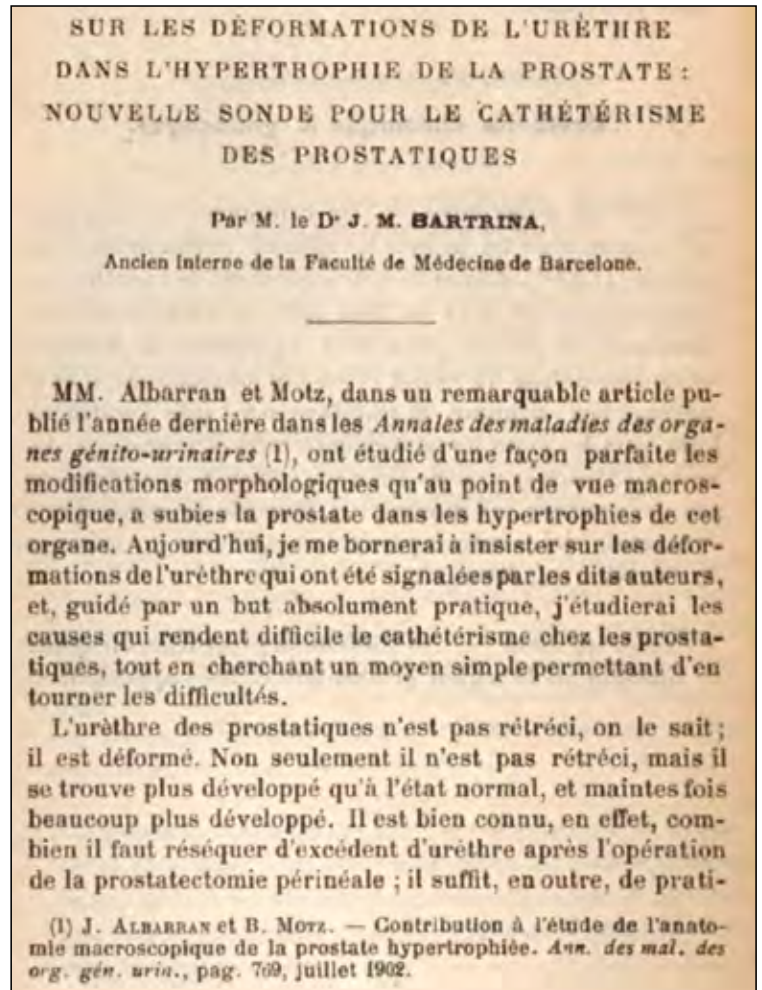 SUR LES DÉFORMATIONS DE L'URÈTHRE
DANS L'HYPERTROPHIE DE LA PROSTATE :
NOUVELLE SONDE POUR LE CATHÉTÉRISME
DES PROSTATIQUES
Par M. le Dr J. M. BARTRINA,
Ancien interne de la Faculté de Médecine de Barcelone.
MM. Albarran et Motz, dans un remarquable article pu-
blié l'année dernière dans les Annales des maladies des orga-
nes génito-urinaires (1), ont étudié d'une façon parfaite les
modifications morphologiques qu'au point de vue macros-
copique, a subies la prostate dans les hypertrophies de cet
organe. Aujourd'hui, je me bornerai à insister sur les défor-
mations de l'urèthre qui ont été signalées par les dits auteurs,
et, guidé par un but absolument pratique, j'étudierai les
causes qui rendent difficile le cathétérisme chez les prosta-
tiques, tout en cherchant un moyen simple permettant d'en
tourner les difficultés.
L'urèthre des prostatiques n'est pas rétréci, on le sait ;
il est déformé. Non seulement il n'est pas rétréci, mais il
se trouve plus développé qu'à l'état normal, et maintes fois
beaucoup plus développé. Il est bien connu, en effet, com-
bien il faut réséquer d'excédent d'urèthre après l'opération
de la prostatectomie périnéale ; il suffit, en outre, de prati-
(1) J. ALBARRAN et B. MOTZ. — Contribution à l'étude de l'anato-
mie macroscopique de la prostate hypertrophiée. Ann. des mal. des
org. gén. urin., pag. 769, juillet 1902.